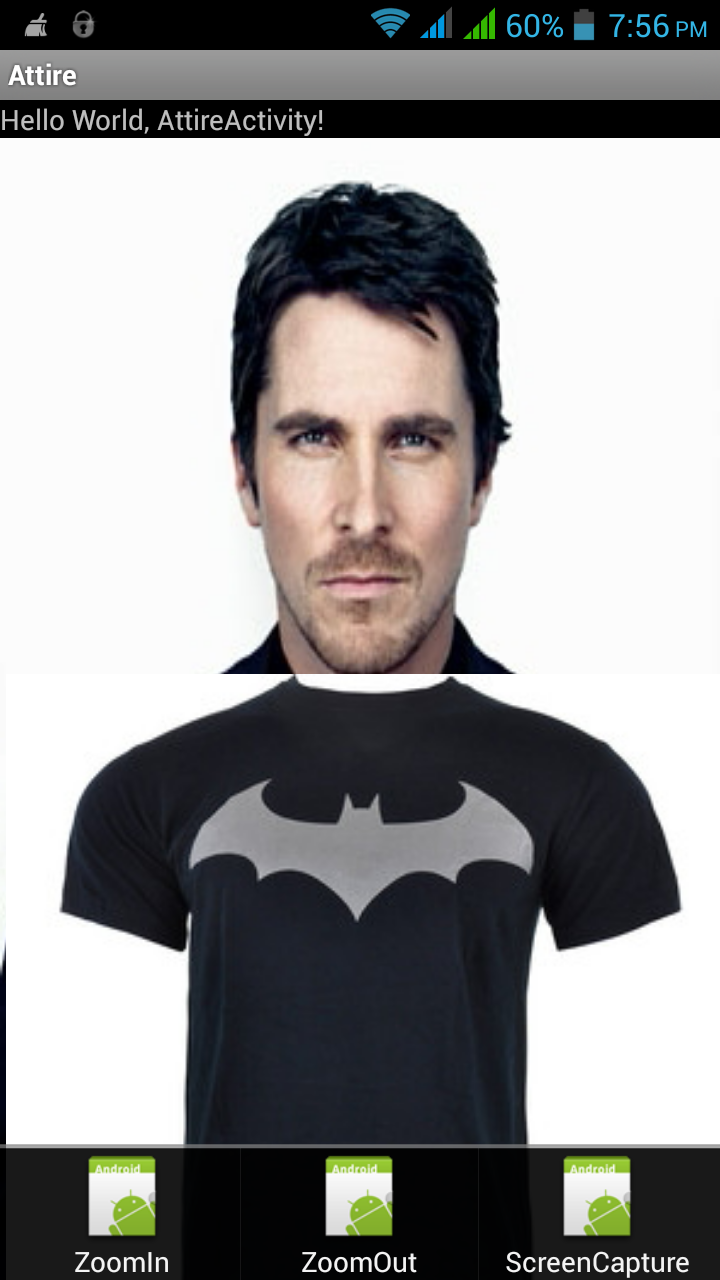 60% 7:56 PM
Attire
Hello World, AttireActivity!
Android Android Android
ZoomIn ZoomOut ScreenCapture